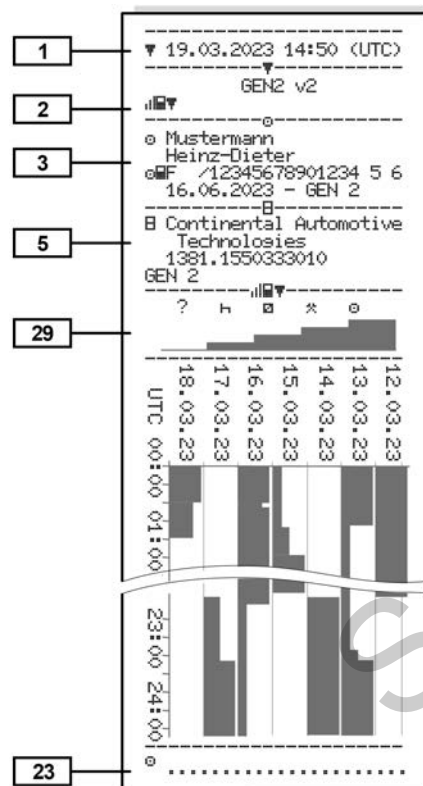 1
▼ 19.03.2023 14:50 (UTC)
GEN2 v2
2
3
Mustermann
Heinz-Dieter
F /12345678901234 5 6
16.06.2023 - GEN 2
5
Continental Automotive
Technologies
1381.1550333010
GEN 2
?
29
18.03.23
17.03.23
16.03.23
15.03.23
14.03.23
13.03.23
12.03.23
UTC 00:00 01:00
23:00 24:00
23
S